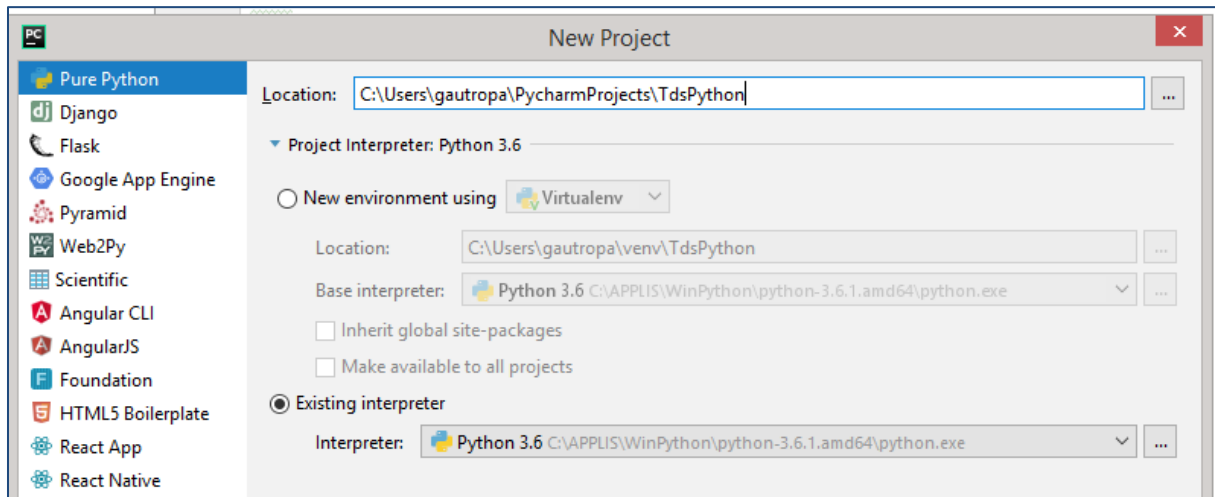 PC
New Project
×
Pure Python
Location: C:\Users\gautropa\PycharmProjects\TdsPython ...
dj Django
Flask
Project Interpreter: Python 3.6
Google App Engine
New environment using Virtualenv
Pyramid
W2PY Web2Py
Location: C:\Users\gautropa\venv\TdsPython ...
Scientific
Base interpreter: Python 3.6 C:\APPLIS\WinPython\python-3.6.1.amd64\python.exe ...
Angular CLI
Inherit global site-packages
AngularJS
Make available to all projects
Foundation
Existing interpreter
HTML5 Boilerplate
React App
Interpreter: Python 3.6 C:\APPLIS\WinPython\python-3.6.1.amd64\python.exe ...
React Native